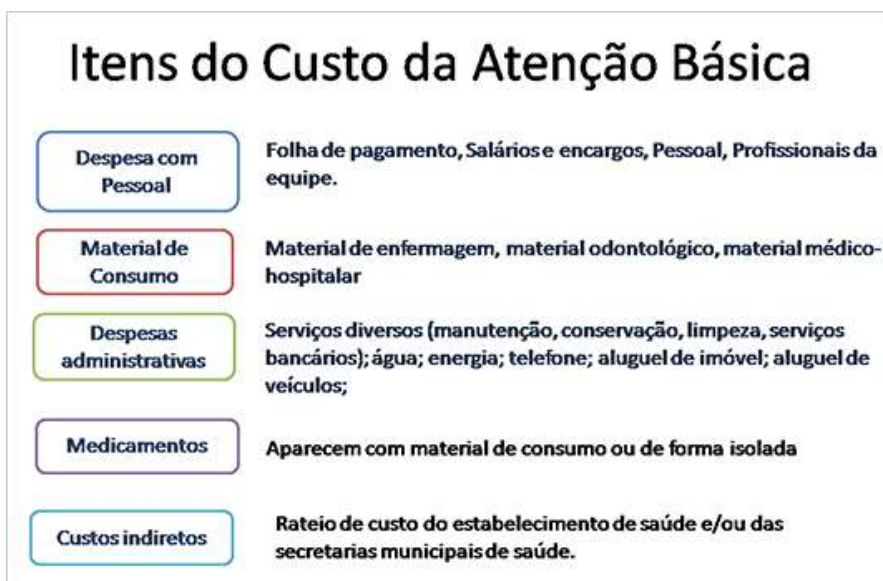 Itens do Custo da Atenção Básica
Despesa com
Pessoal
Folha de pagamento, Salários e encargos, Pessoal, Profissionais da
equipe.
Material de
Consumo
Material de enfermagem, material odontológico, material médico-
hospitalar
Despesas
administrativas
Serviços diversos (manutenção, conservação, limpeza, serviços
bancários); água; energia; telefone; aluguel de imóvel; aluguel de
veículos;
Medicamentos
Aparecem com material de consumo ou de forma isolada
Custos indiretos
Rateio de custo do estabelecimento de saúde e/ou das
secretarias municipais de saúde.